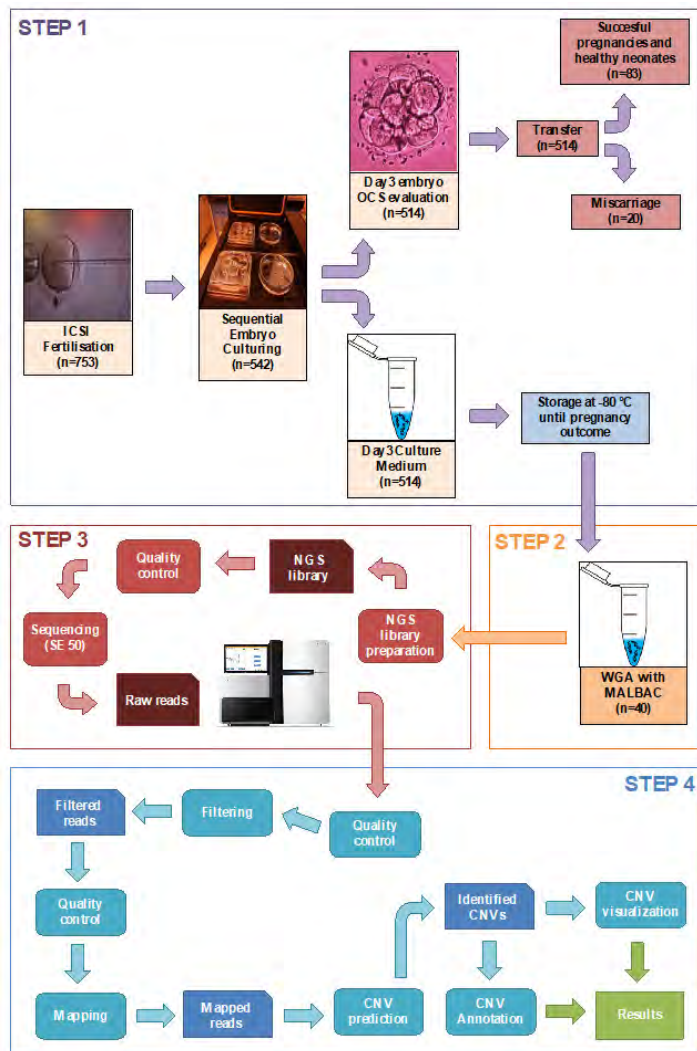 STEP 1
Succesful
pregnancies and
healthy neonates
(n=83)
Transfer
(n=514)
Miscarriage
(n=20)
Day3 embryo
OCS evaluation
(n=514)
ICSI
Fertilisation
(n=753)
Sequential
Embryo
Culturing
(n=542)
Day3 Culture
Medium
(n=514)
Storage at -80 °C
until pregnancy
outcome
STEP 2
WGA with
MALBAC
(n=40)
STEP 3
NGS
library
preparation
NGS
library
Quality
control
Sequencing
(SE 50)
Raw reads
STEP 4
Quality
control
Filtering
Filtered
reads
Quality
control
Mapping
Mapped
reads
CNV
prediction
Identified
CNVs
CNV
visualization
CNV
Annotation
Results